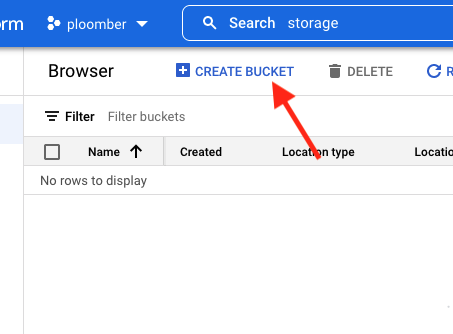 orm ploomber Search storage
Browser CREATE BUCKET DELETE R
Filter Filter buckets
Name Created Location type Locatio
No rows to display